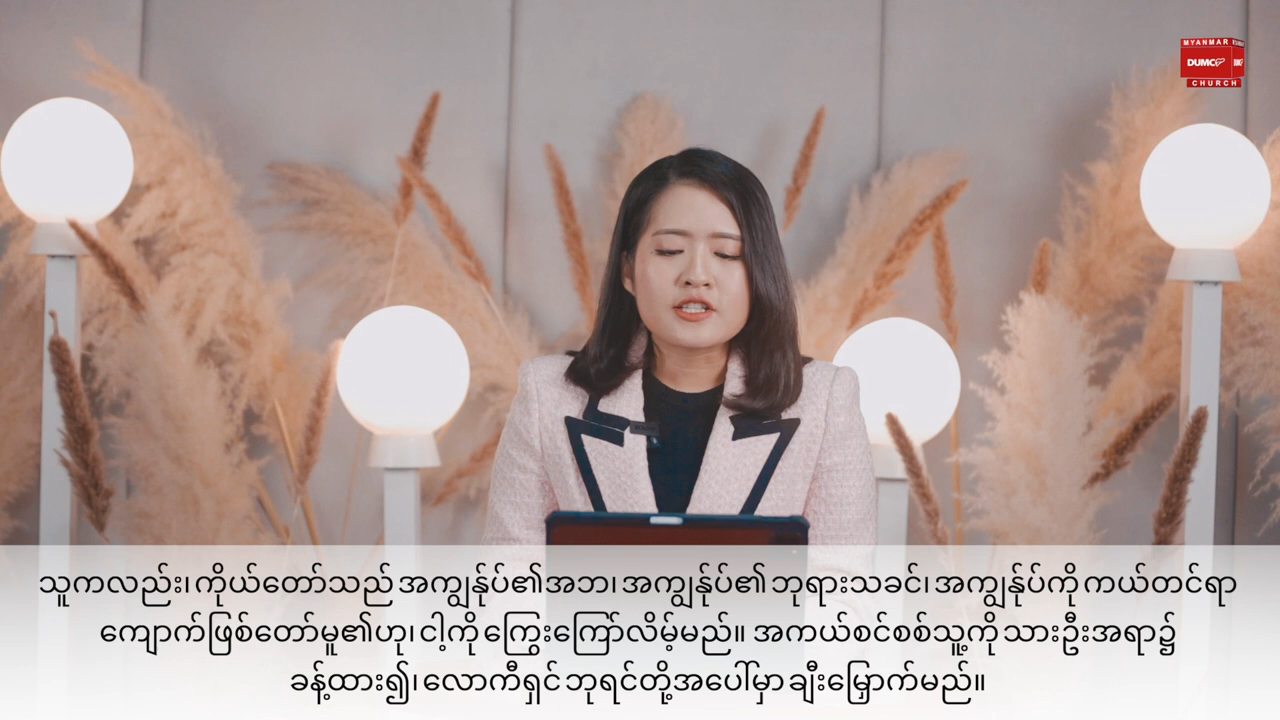 MYANMAR
DUMC
CHURCH
သူကလည်း၊ ကိုယ်တော်သည် အကျွန်ုပ်၏အဘ၊ အကျွန်ုပ်၏ ဘုရားသခင်၊ အကျွန်ုပ်ကို ကယ်တင်ရာ
ကျောက်ဖြစ်တော်မူ၏ဟု၊ ငါ့ကို ကြွေးကြော်လိမ့်မည်။ အကယ်စင်စစ်သူ့ကို သားဦးအရာ၌
ခန့်ထား၍၊ လောကီရှင် ဘုရင်တို့အပေါ်မှာ ချီးမြှောက်မည်။